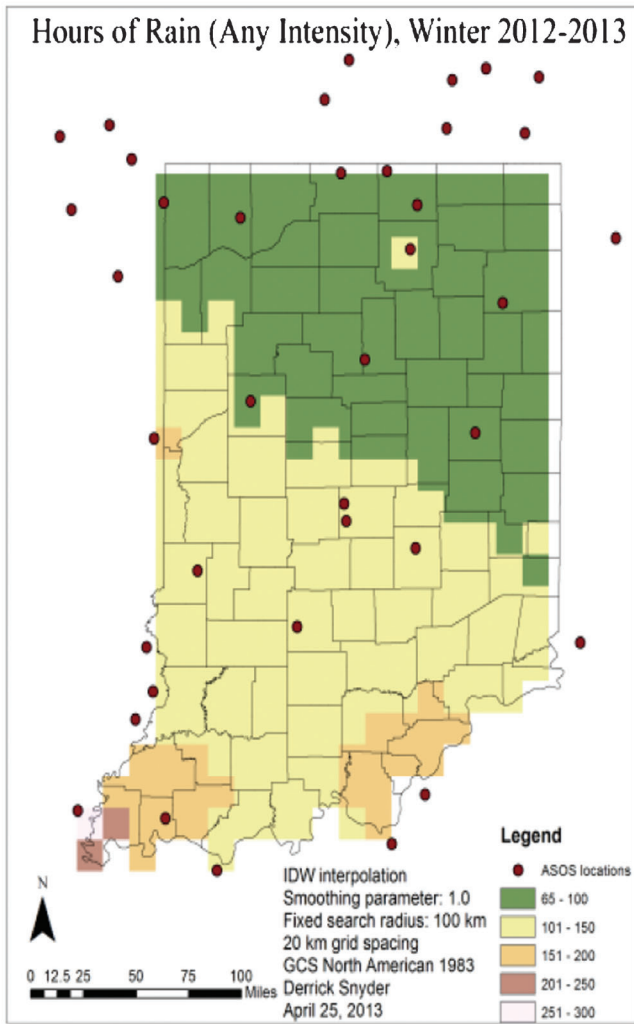 Hours of Rain (Any Intensity), Winter 2012-2013
IDW interpolation
Smoothing parameter: 1.0
Fixed search radius: 100 km
20 km grid spacing
GCS North American 1983
Derrick Snyder
April 25, 2013
Legend
ASOS locations
65 - 100
101 - 150
151 - 200
201 - 250
251 - 300
N
0 12.5 25 50 75 100
Miles